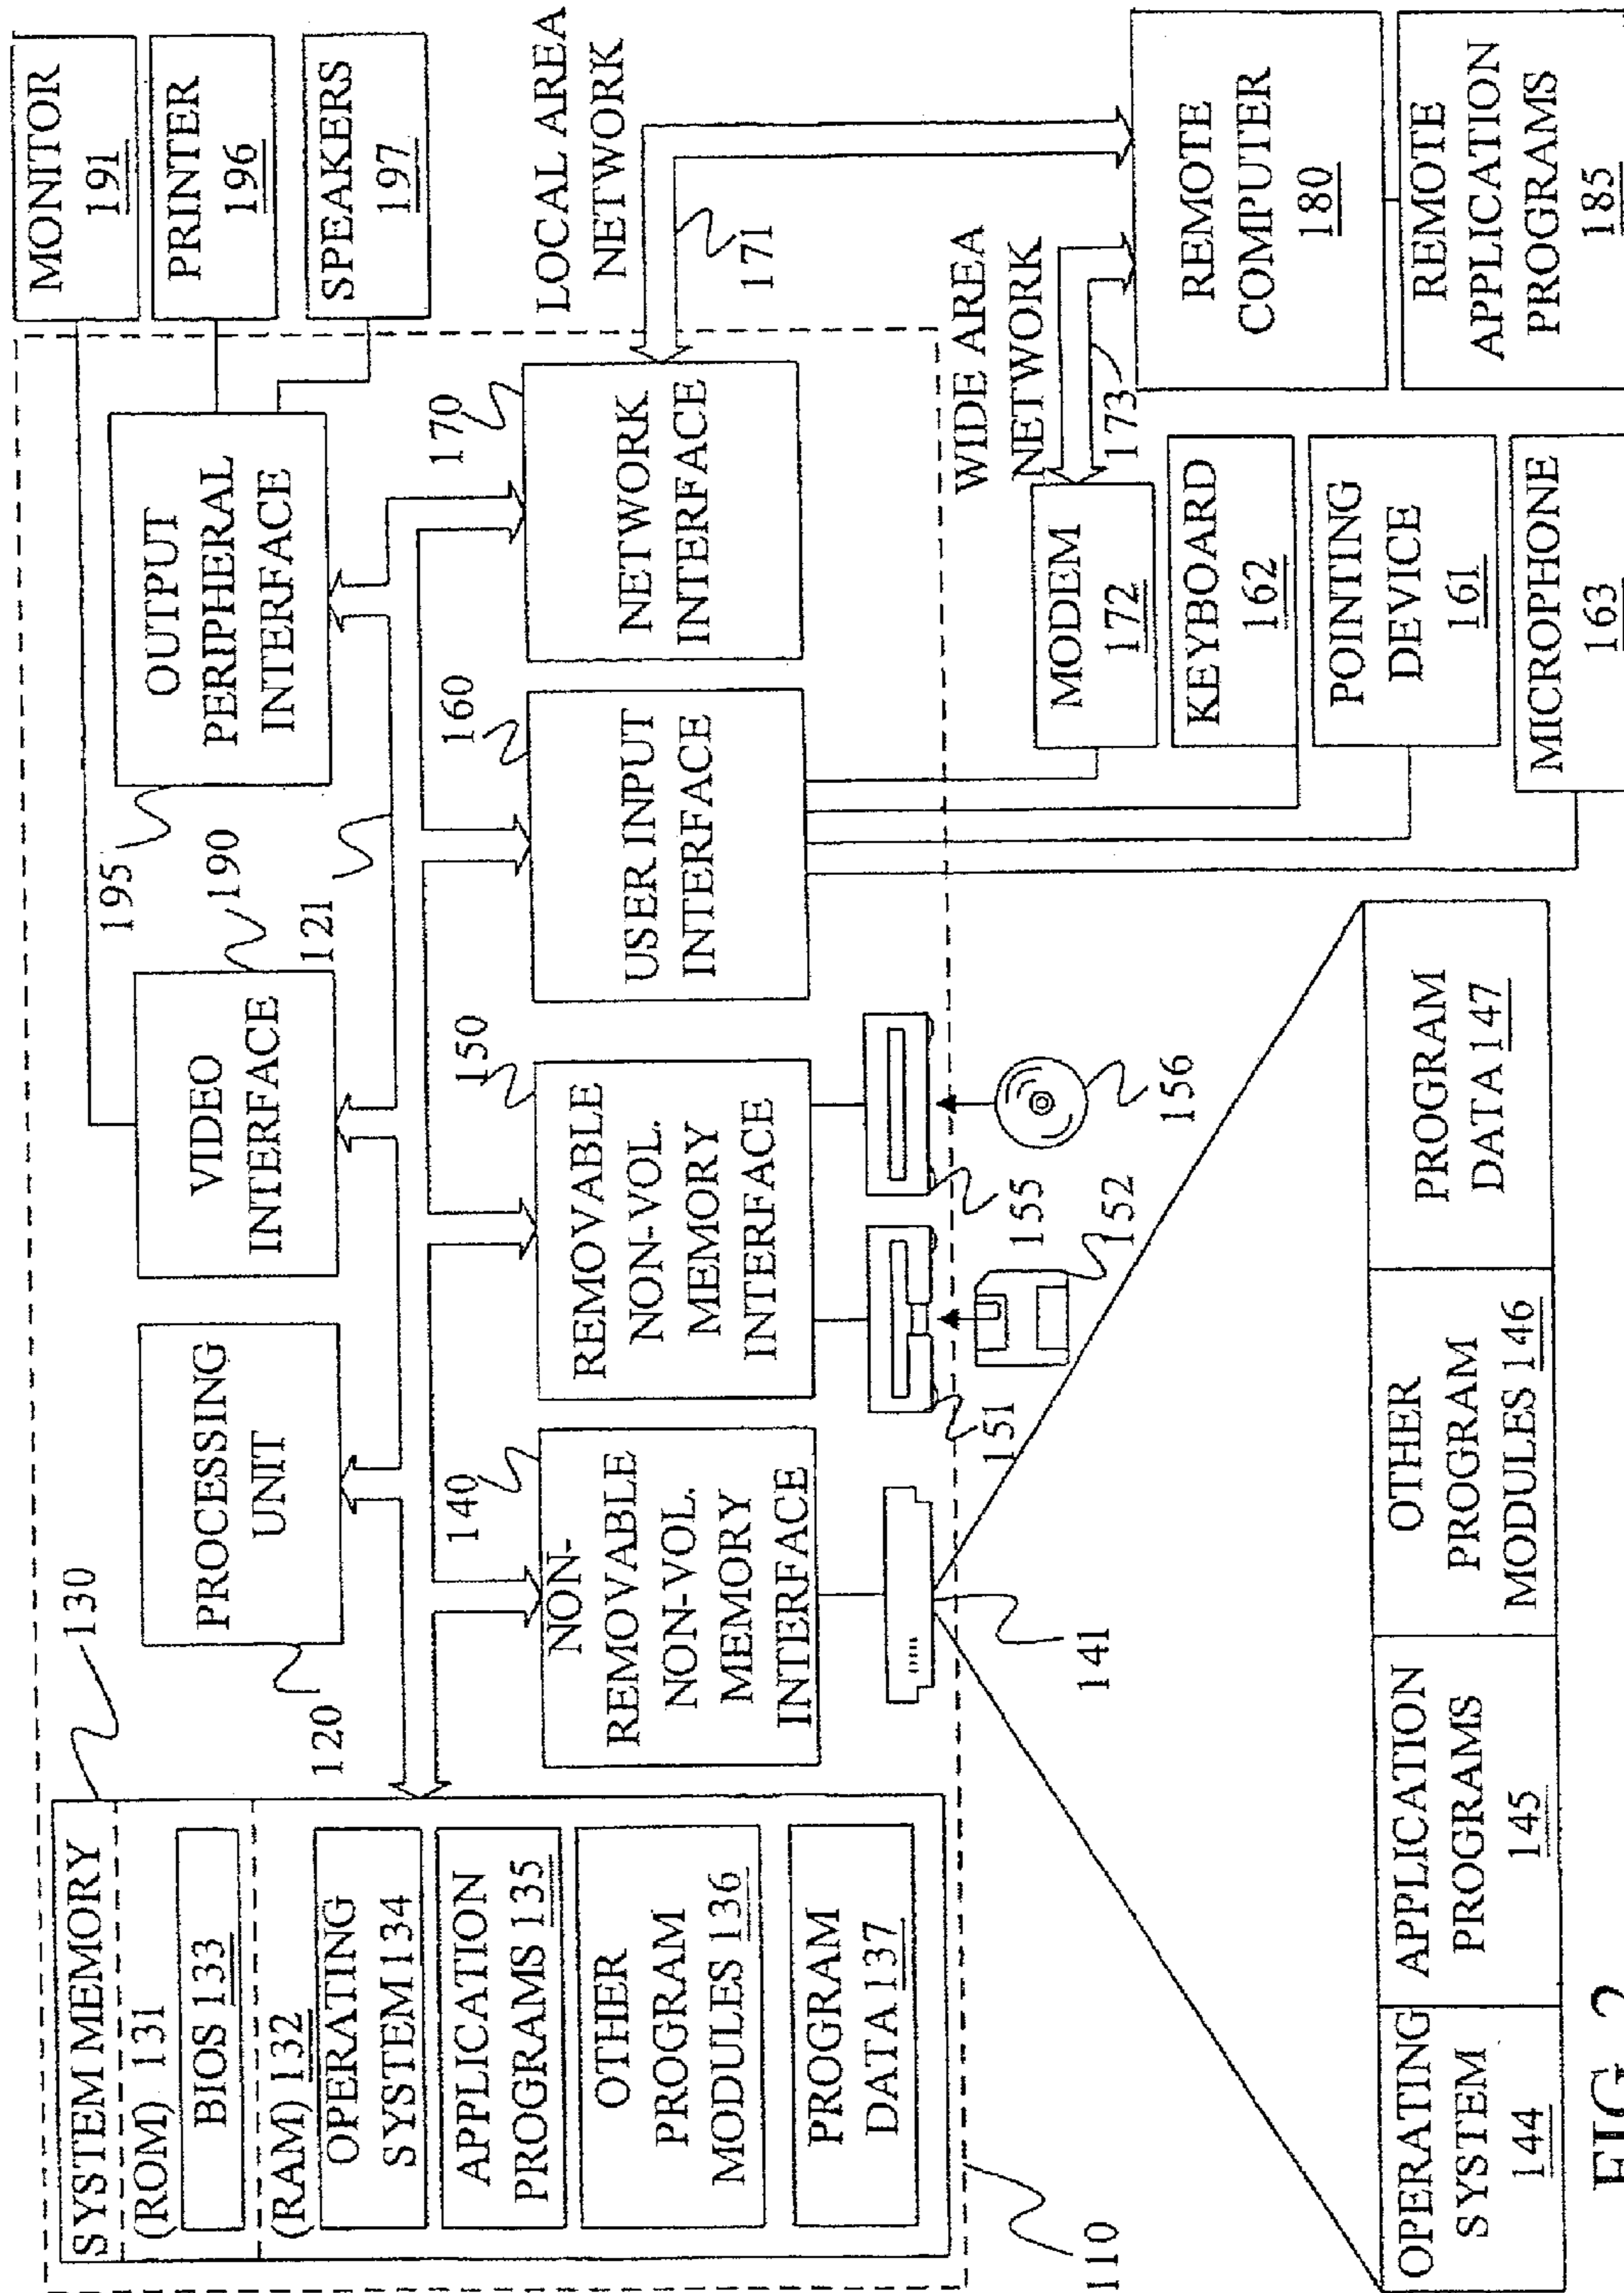 SYSTEM MEMORY
(ROM) 131
BIOS 133
(RAM) 132
OPERATING
SYSTEM 134
APPLICATION
PROGRAMS 135
OTHER
PROGRAM
MODULES 136
PROGRAM
DATA 137
130
120
PROCESSING
UNIT
VIDEO
INTERFACE
190
121
195
OUTPUT
PERIPHERAL
INTERFACE
MONITOR
191
PRINTER
196
SPEAKERS
197
140
NON-
REMOVABLE
NON-VOL.
MEMORY
INTERFACE
150
REMOVABLE
NON-VOL.
MEMORY
INTERFACE
160
USER INPUT
INTERFACE
170
NETWORK
INTERFACE
LOCAL AREA
NETWORK
171
110
141
151
152
155
156
WIDE AREA
NETWORK
173
MODEM
172
KEYBOARD
162
POINTING
DEVICE
161
MICROPHONE
163
REMOTE
COMPUTER
180
REMOTE
APPLICATION
PROGRAMS
185
OPERATING
SYSTEM
144
APPLICATION
PROGRAMS
145
OTHER
PROGRAM
MODULES 146
PROGRAM
DATA 147
FIG. 2